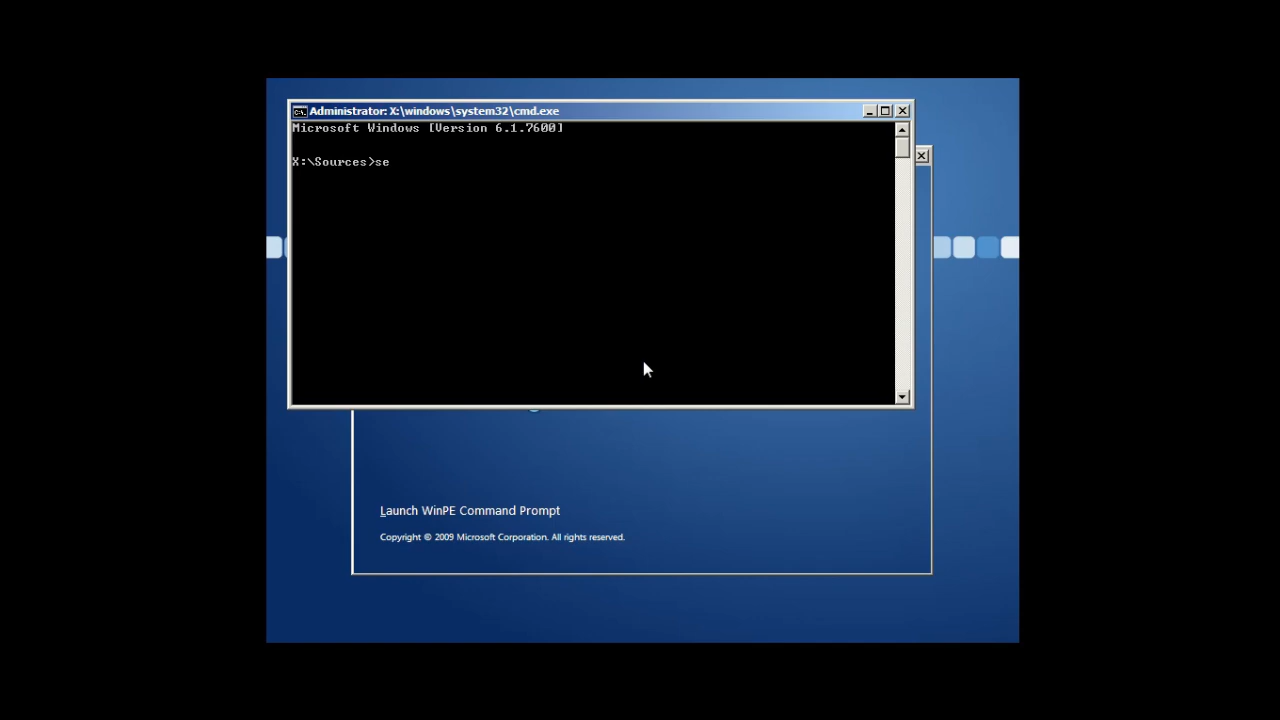 Administrator: X:\windows\system32\cmd.exe
Microsoft Windows [Version 6.1.7600]
X:\Sources>se
Launch WinPE Command Prompt
Copyright © 2009 Microsoft Corporation. All rights reserved.